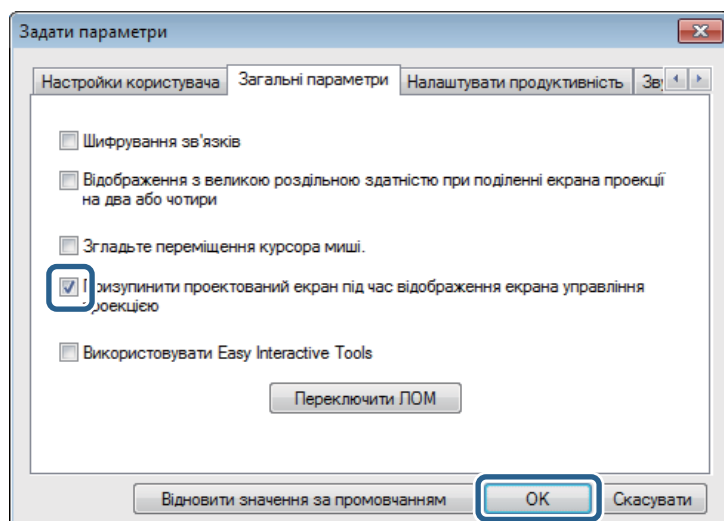 Задати параметри
Настройки користувача Загальні параметри Налаштувати продуктивність Зв
Шифрування зв'язків
Відображення з великою роздільною здатністю при поділенні екрана проекції
на два або чотири
Згладьте переміщення курсора миші.
ризупинити проектований екран під час відображення екрана управління
роекцією
Використовувати Easy Interactive Tools
Переключити ЛОМ
Відновити значення за промовчанням OK Скасувати